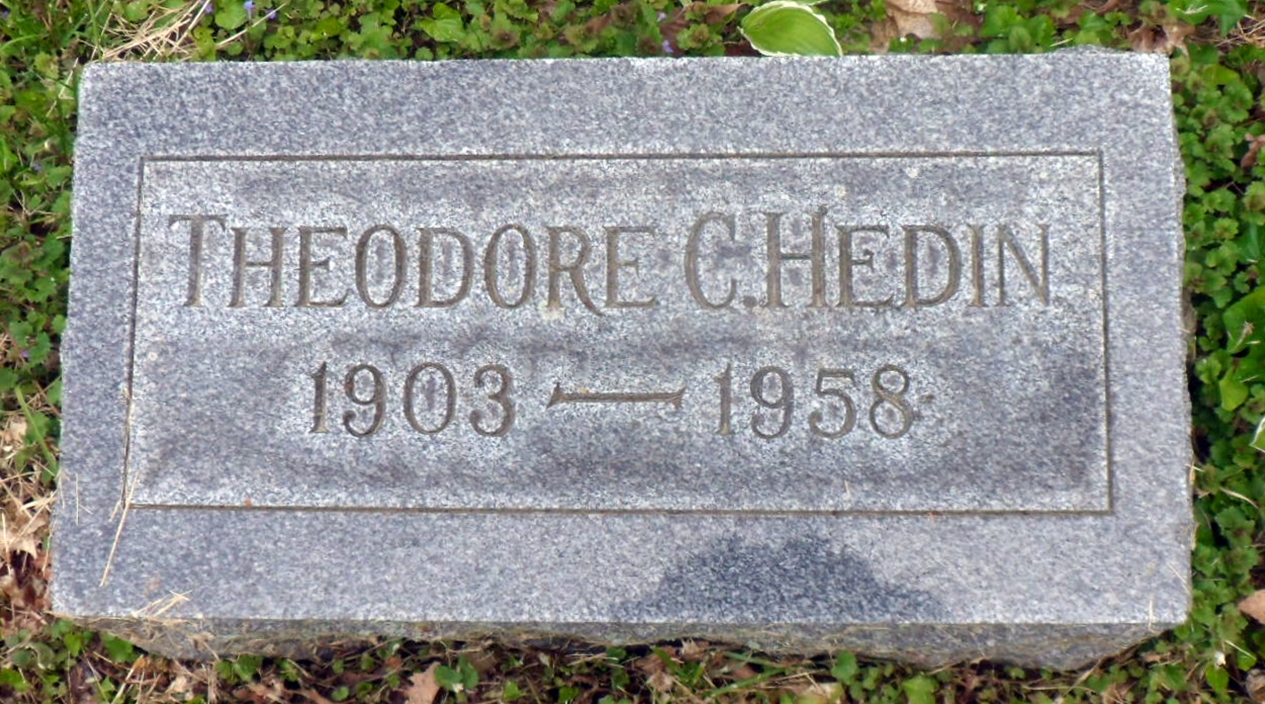 THEODORE C. HEDIN
1903 — 1958